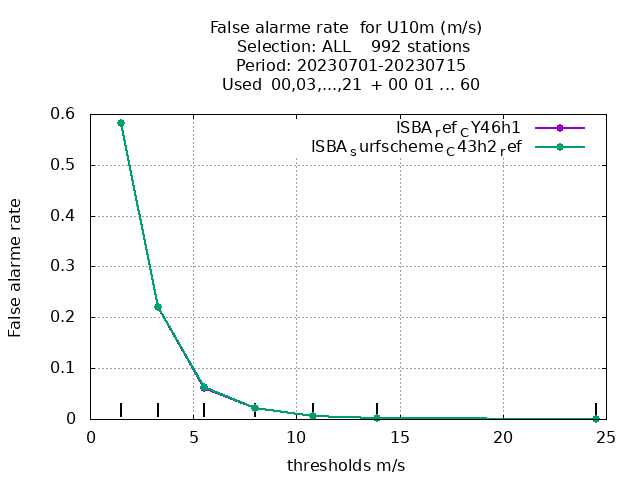 False alarme rate  for U10m (m/s)
Selection: ALL    992 stations
Period: 20230701-20230715
Used  00,03,...,21  + 00 01 ... 60
ISBA_ref_CY46h1
ISBA_surfscheme_C43h2_ref
False alarme rate
0.6
0.5
0.4
0.3
0.2
0.1
0
0 5 10 15 20 25
thresholds m/s